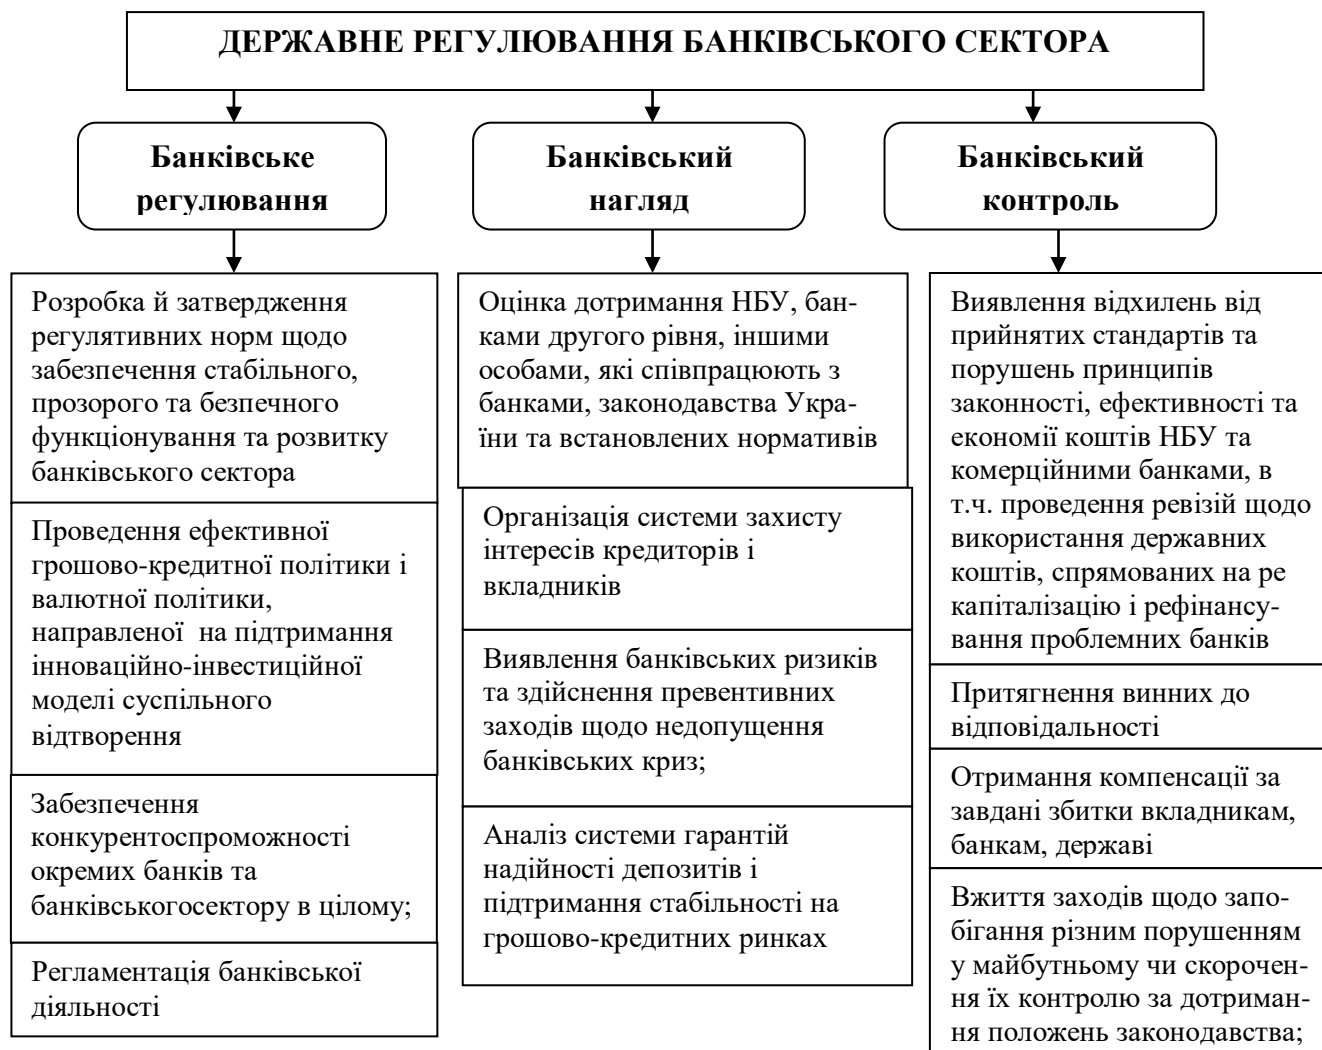 ДЕРЖАВНЕ РЕГУЛЮВАННЯ БАНКІВСЬКОГО СЕКТОРА
Банківське
регулювання
Розробка й затвердження
регулятивних норм щодо
забезпечення стабільного,
прозорого та безпечного
функціонування та розвитку
банківського сектора
Проведення ефективної
грошово-кредитної політики і
валютної політики,
направленої  на підтримання
інноваційно-інвестиційної
моделі суспільного
відтворення
Забезпечення
конкурентоспроможності
окремих банків та
банківськогосектору в цілому;
Регламентація банківської
діяльності
Банківський
нагляд
Оцінка дотримання НБУ, бан-
ками другого рівня, іншими
особами, які співпрацюють з
банками, законодавства Укра-
їни та встановлених нормативів
Організація системи захисту
інтересів кредиторів і
вкладників
Виявлення банківських ризиків
та здійснення превентивних
заходів щодо недопущення
банківських криз;
Аналіз системи гарантій
надійності депозитів і
підтримання стабільності на
грошово-кредитних ринках
Банківський
контроль
Виявлення відхилень від
прийнятих стандартів та
порушень принципів
законності, ефективності та
економії коштів НБУ та
комерційними банками, в
т.ч. проведення ревізій щодо
використання державних
коштів, спрямованих на ре
капіталізацію і рефінансу-
вання проблемних банків
Притягнення винних до
відповідальності
Отримання компенсації за
завдані збитки вкладникам,
банкам, державі
Вжиття заходів щодо запо-
бігання різним порушенням
у майбутньому чи скорочен-
ня їх контролю за дотриман-
ня положень законодавства;